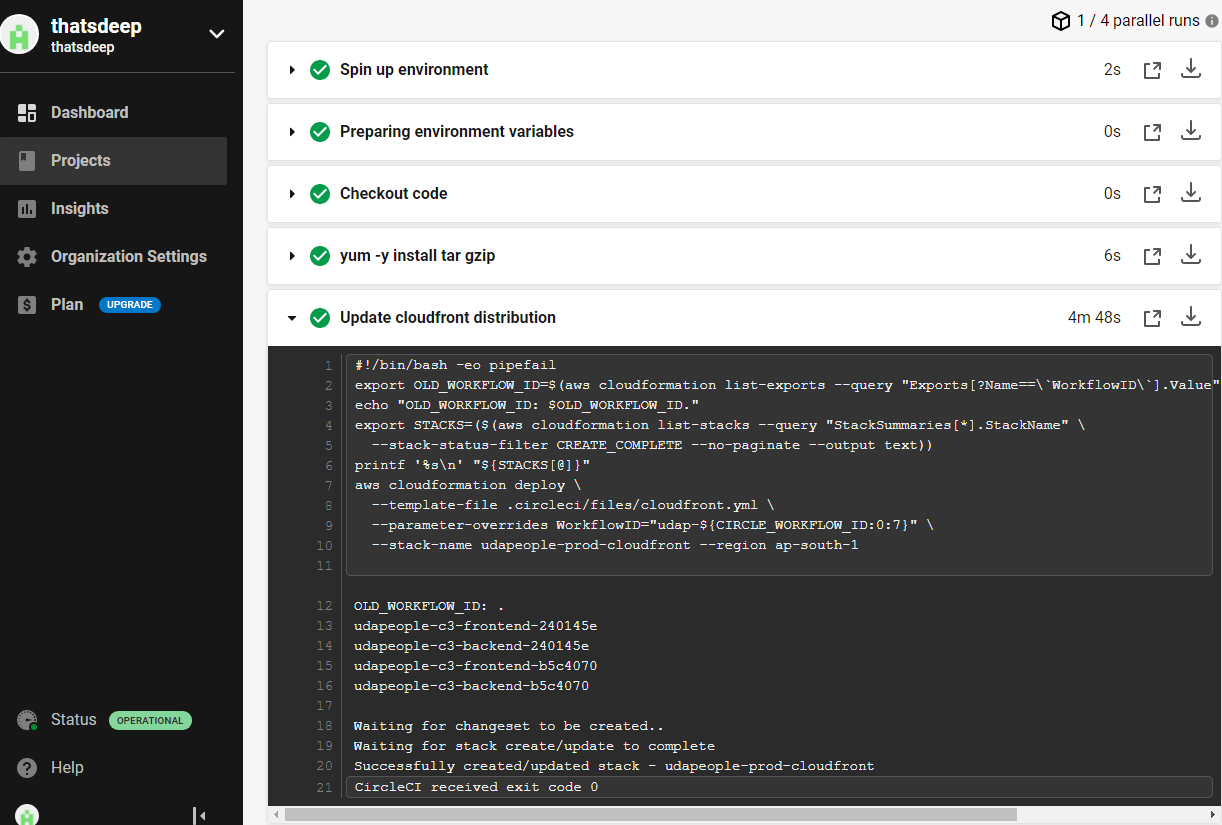 thatsdeep
thatsdeep
Dashboard
Projects
Insights
Organization Settings
Plan UPGRADE
Status OPERATIONAL
Help
1 / 4 parallel runs
Spin up environment 2s
Preparing environment variables 0s
Checkout code 0s
yum -y install tar gzip 6s
Update cloudfront distribution 4m 48s
1 #!/bin/bash -eo pipefail
2 export OLD_WORKFLOW_ID=$(aws cloudformation list-exports --query "Exports[?Name==\`WorkflowID\`].Value"
3 echo "OLD_WORKFLOW_ID: $OLD_WORKFLOW_ID."
4 export STACKS=($(aws cloudformation list-stacks --query "StackSummaries[*].StackName" \
5 --stack-status-filter CREATE_COMPLETE --no-paginate --output text))
6 printf '%s\n' "${STACKS[@]}"
7 aws cloudformation deploy \
8 --template-file .circleci/files/cloudfront.yml \
9 --parameter-overrides WorkflowID="udap-${CIRCLE_WORKFLOW_ID:0:7}" \
10 --stack-name udapeople-prod-cloudfront --region ap-south-1
11
12 OLD_WORKFLOW_ID: .
13 udapeople-c3-frontend-240145e
14 udapeople-c3-backend-240145e
15 udapeople-c3-frontend-b5c4070
16 udapeople-c3-backend-b5c4070
17
18 Waiting for changeset to be created..
19 Waiting for stack create/update to complete
20 Successfully created/updated stack - udapeople-prod-cloudfront
21 CircleCI received exit code 0